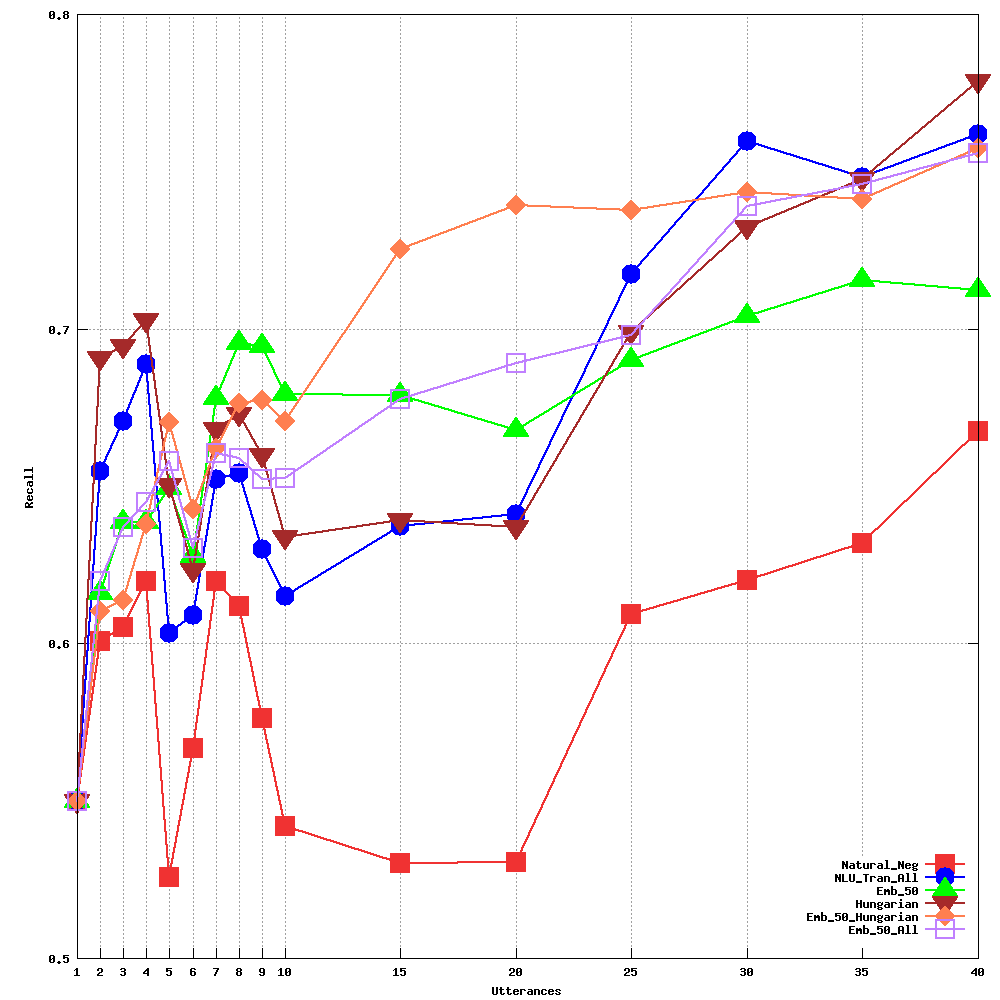 0.8
0.7
0.6
0.5
Recall
1 2 3 4 5 6 7 8 9 10 15 20 25 30 35 40
Utterances
Natural_Neg
NLU_Tran_All
Emb_50
Hungarian
Emb_50_Hungarian
Emb_50_All